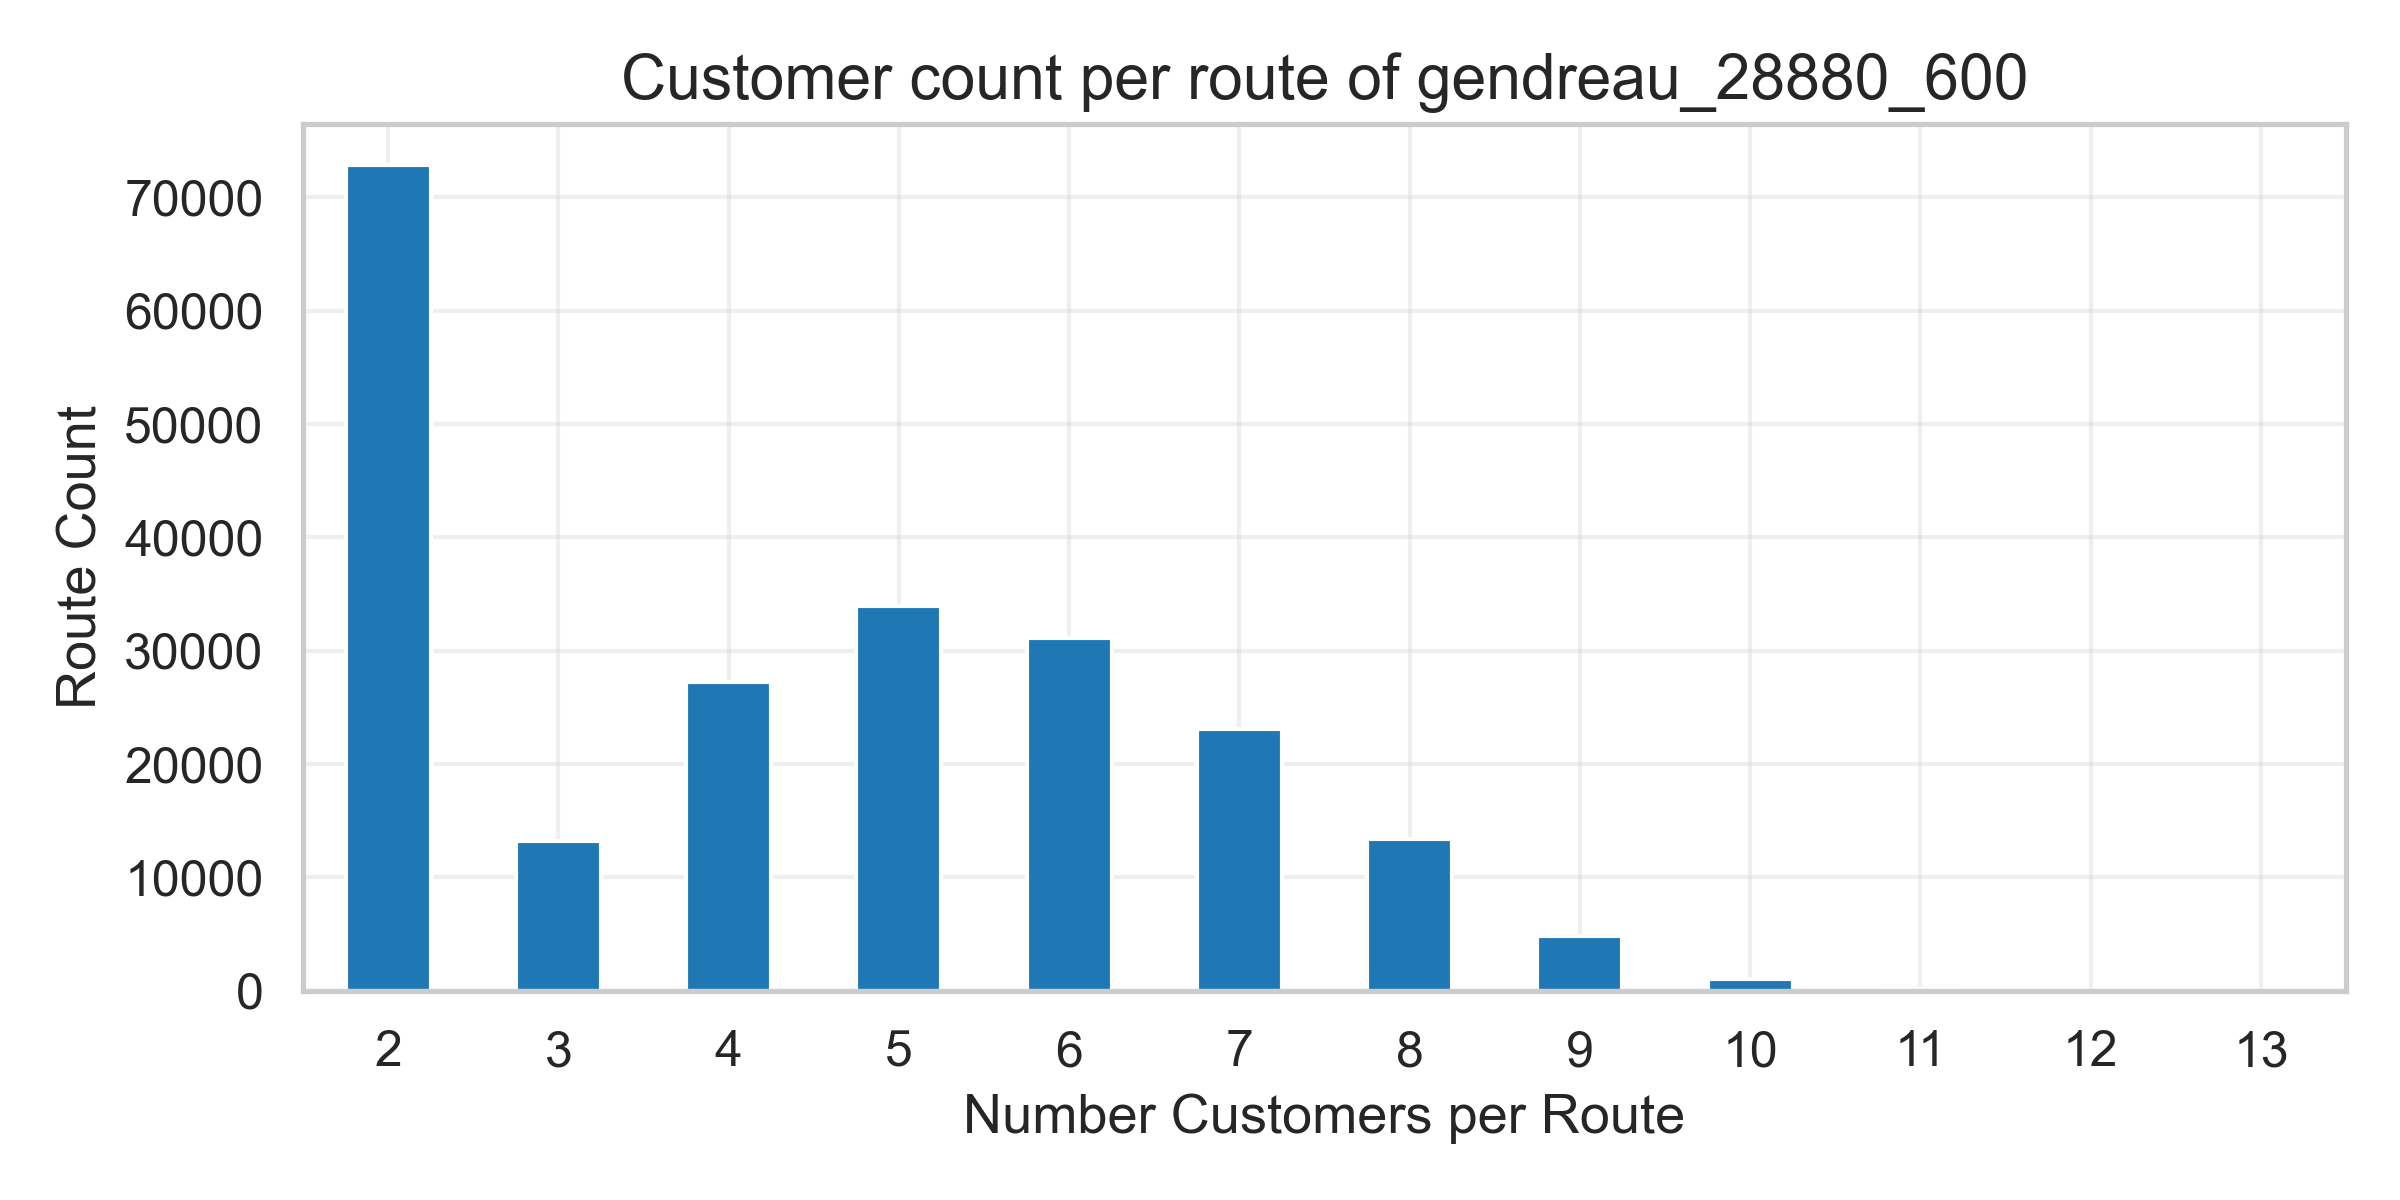 Customer count per route of gendreau_28880_600
Route Count
70000
60000
50000
40000
30000
20000
10000
0
2 3 4 5 6 7 8 9 10 11 12 13
Number Customers per Route